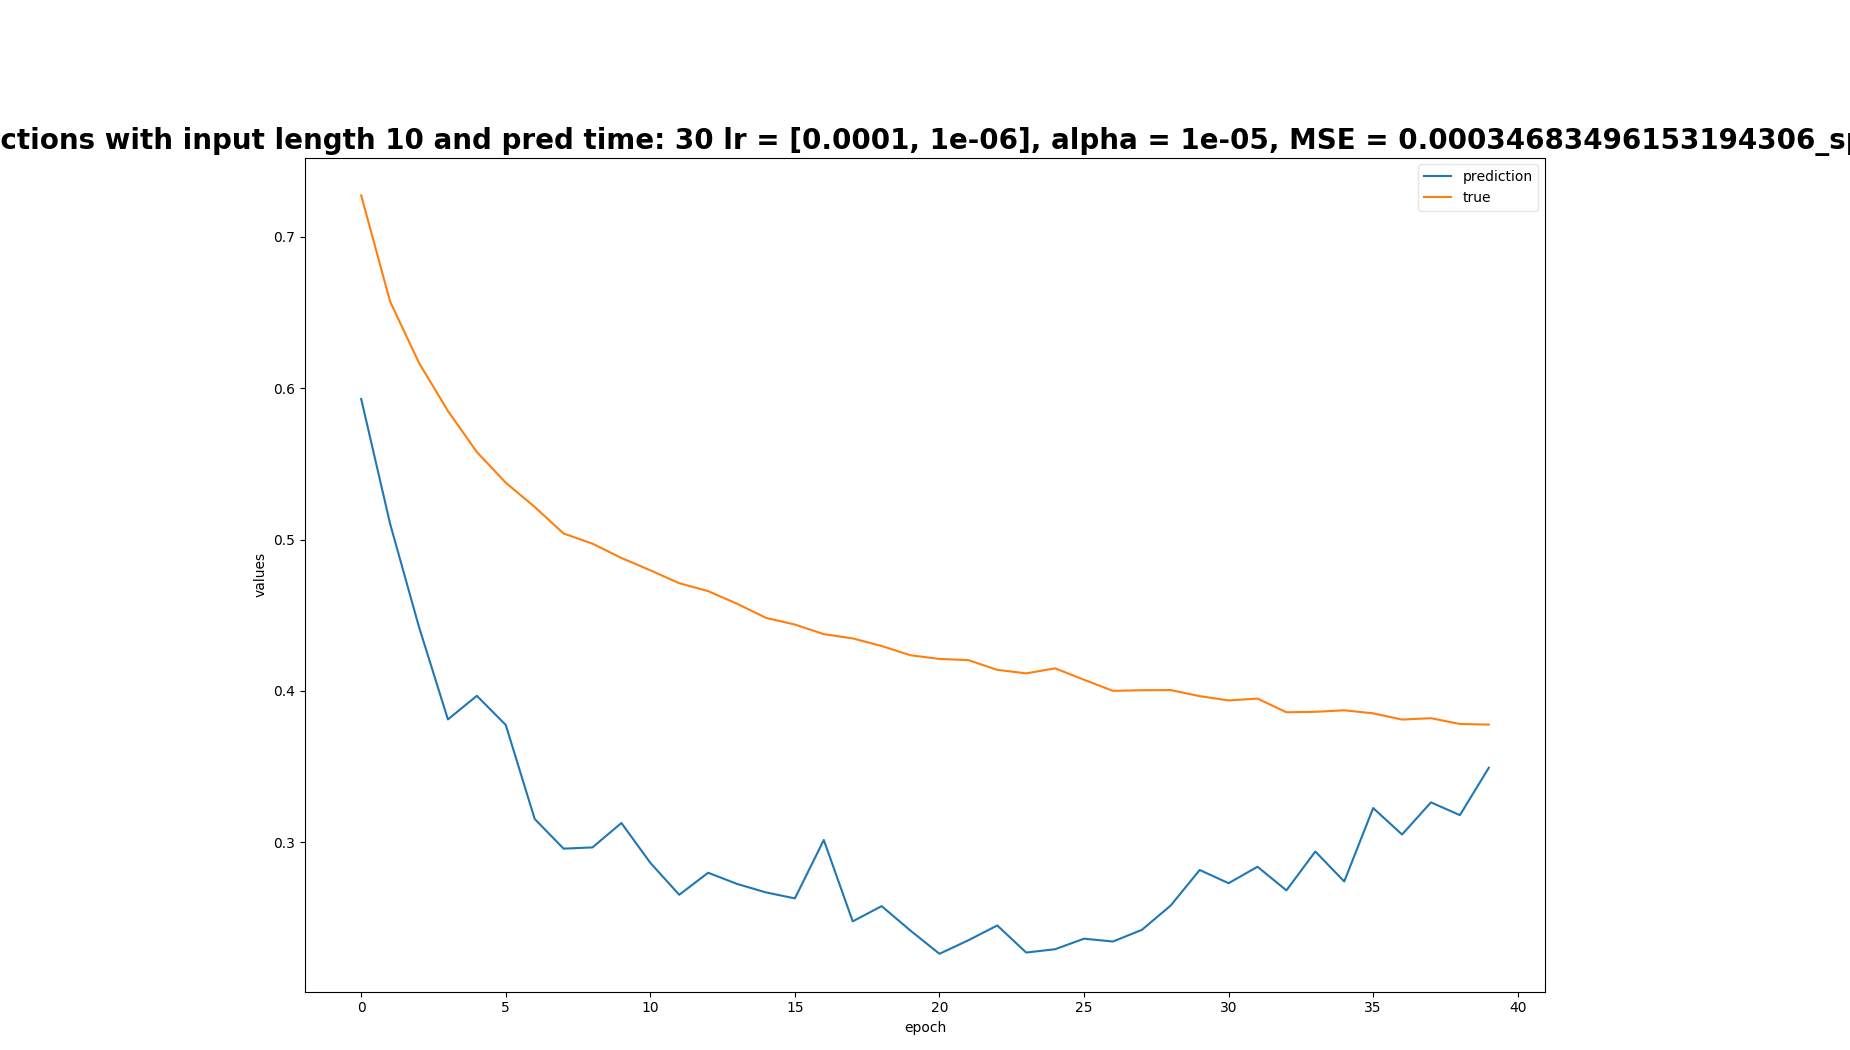 ctions with input length 10 and pred time: 30 lr = [0.0001, 1e-06], alpha = 1e-05, MSE = 0.00034683496153194306_sp
prediction
true
0.7
0.6
0.5
0.4
0.3
values
0 5 10 15 20 25 30 35 40
epoch